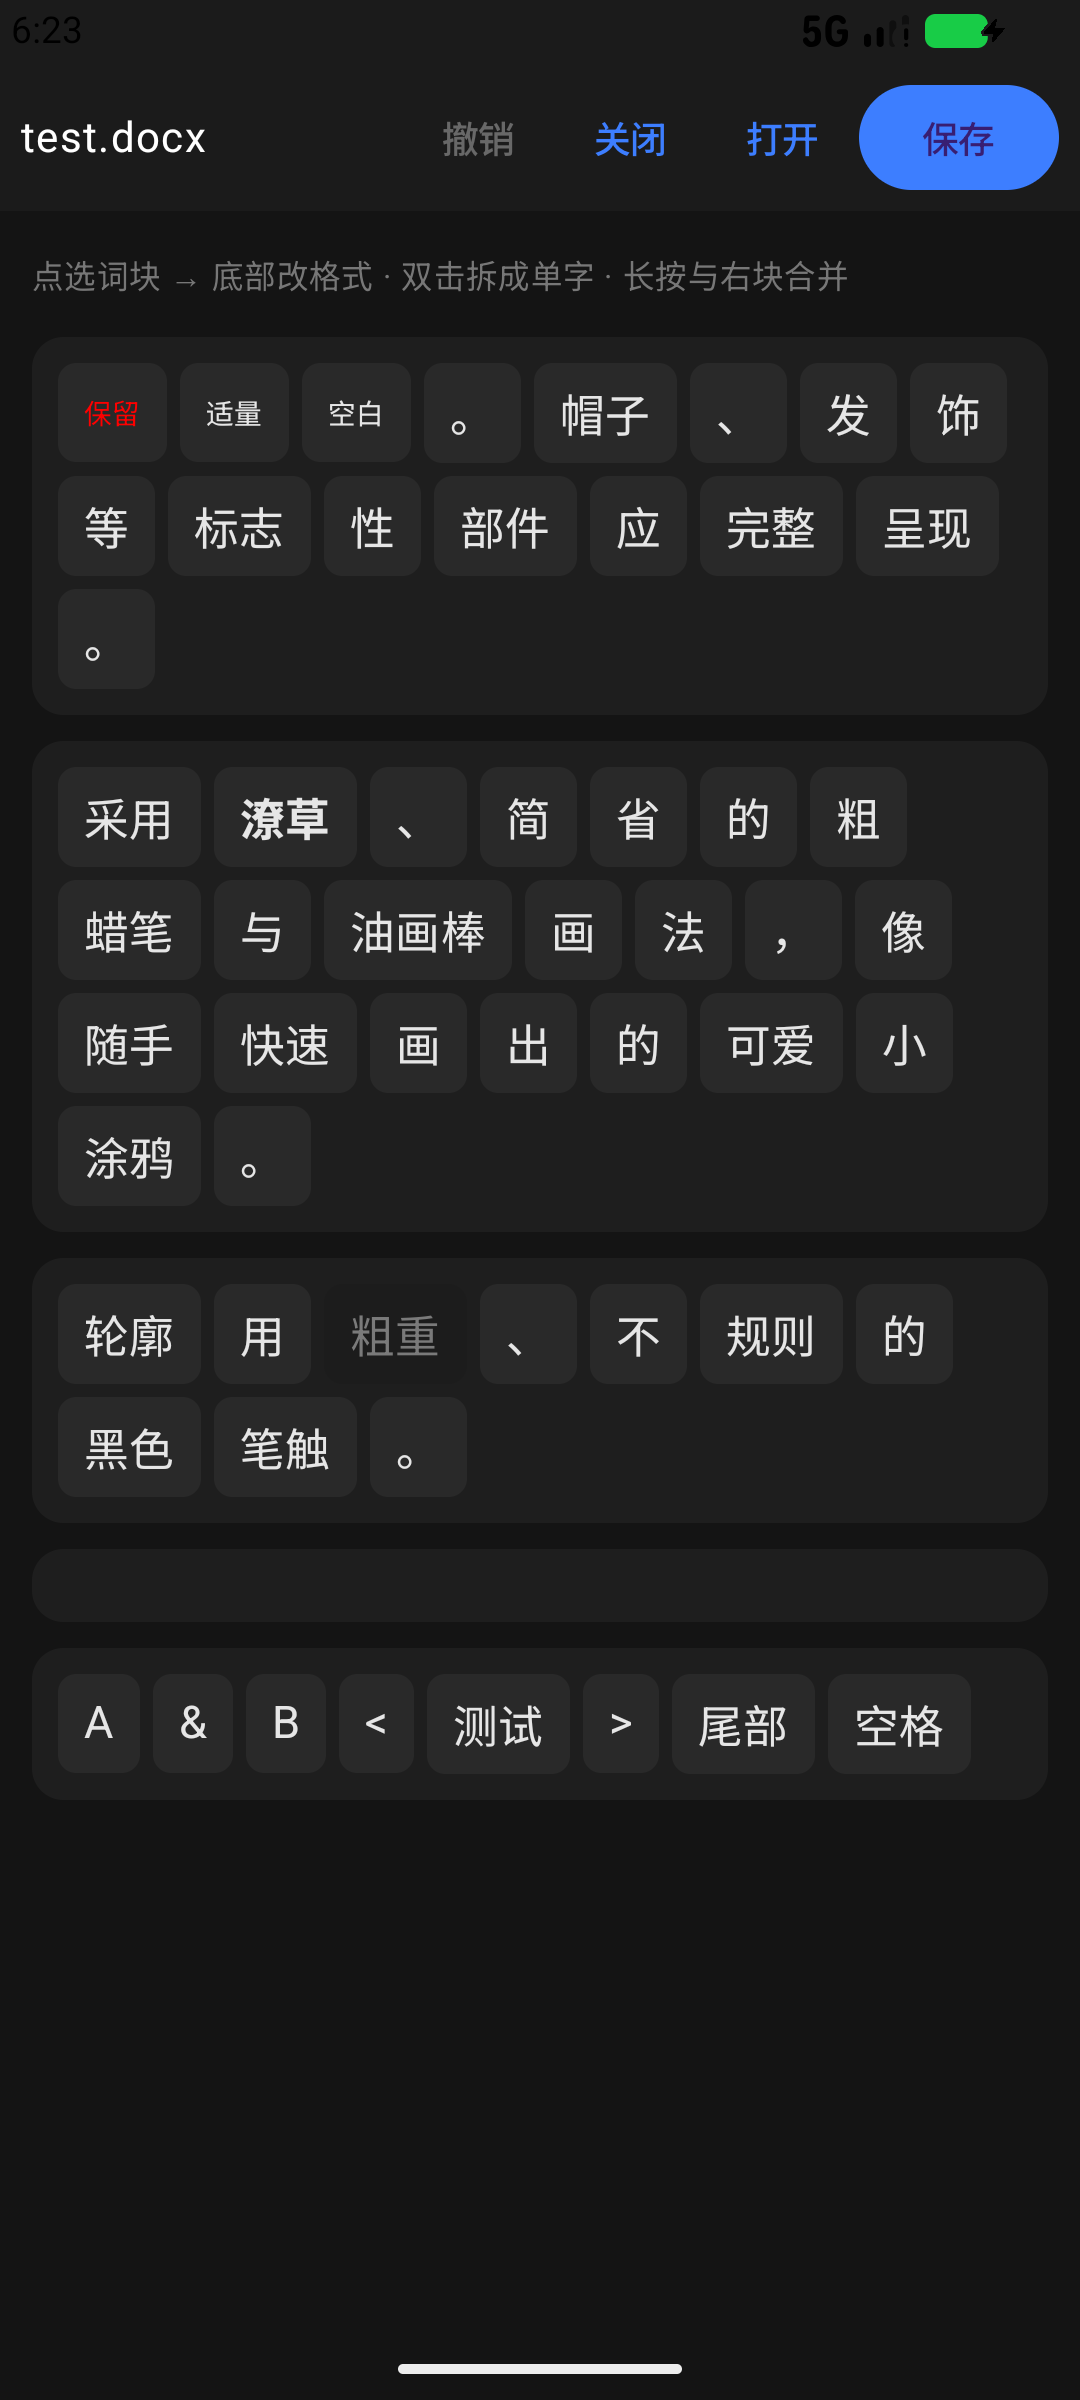 6:23 5G
test.docx 撤销 关闭 打开 保存
点选词块 → 底部改格式 · 双击拆成单字 · 长按与右块合并
保留 适量 空白 。 帽子 、 发 饰
等 标志 性 部件 应 完整 呈现
。
采用 潦草 、 简 省 的 粗
蜡笔 与 油画棒 画 法 ， 像
随手 快速 画 出 的 可爱 小
涂鸦 。
轮廓 用 粗重 、 不 规则 的
黑色 笔触 。
A & B < 测试 > 尾部 空格